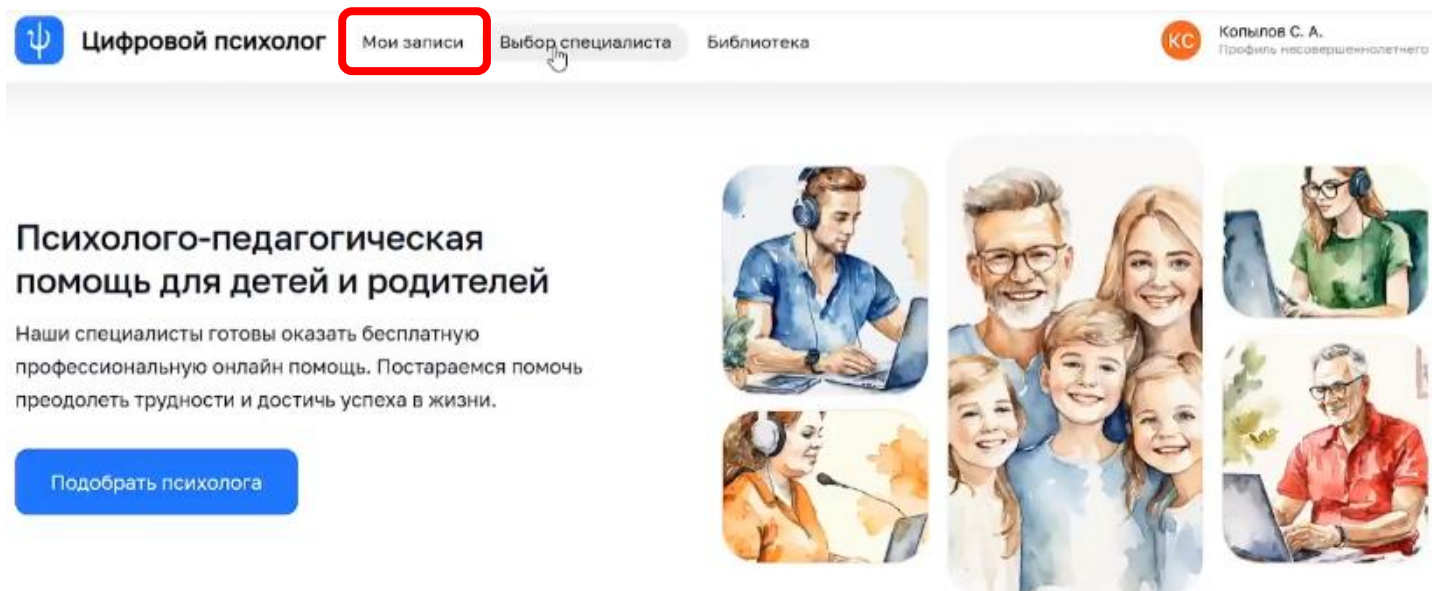 Цифровой психолог
Мои записи
Выбор специалиста
Библиотека
КС
Копылов С. А.
Профиль несовершеннолетнего
Психолого-педагогическая
помощь для детей и родителей
Наши специалисты готовы оказать бесплатную
профессиональную онлайн помощь. Постараемся помочь
преодолеть трудности и достичь успеха в жизни.
Подобрать психолога